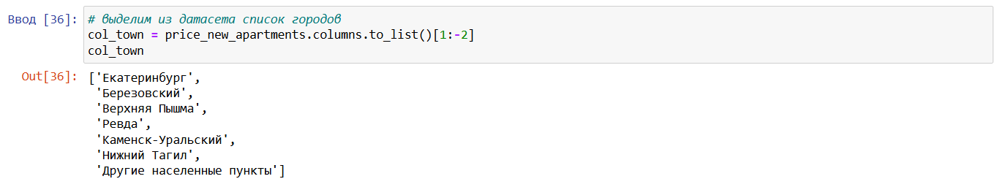 Ввод [36]: # выделим из датасета список городов
col_town = price_new_apartments.columns.to_list()[1:-2]
col_town
Out[36]: ['Екатеринбург',
'Березовский',
'Верхняя Пышма',
'Ревда',
'Каменск-Уральский',
'Нижний Тагил',
'Другие населенные пункты']